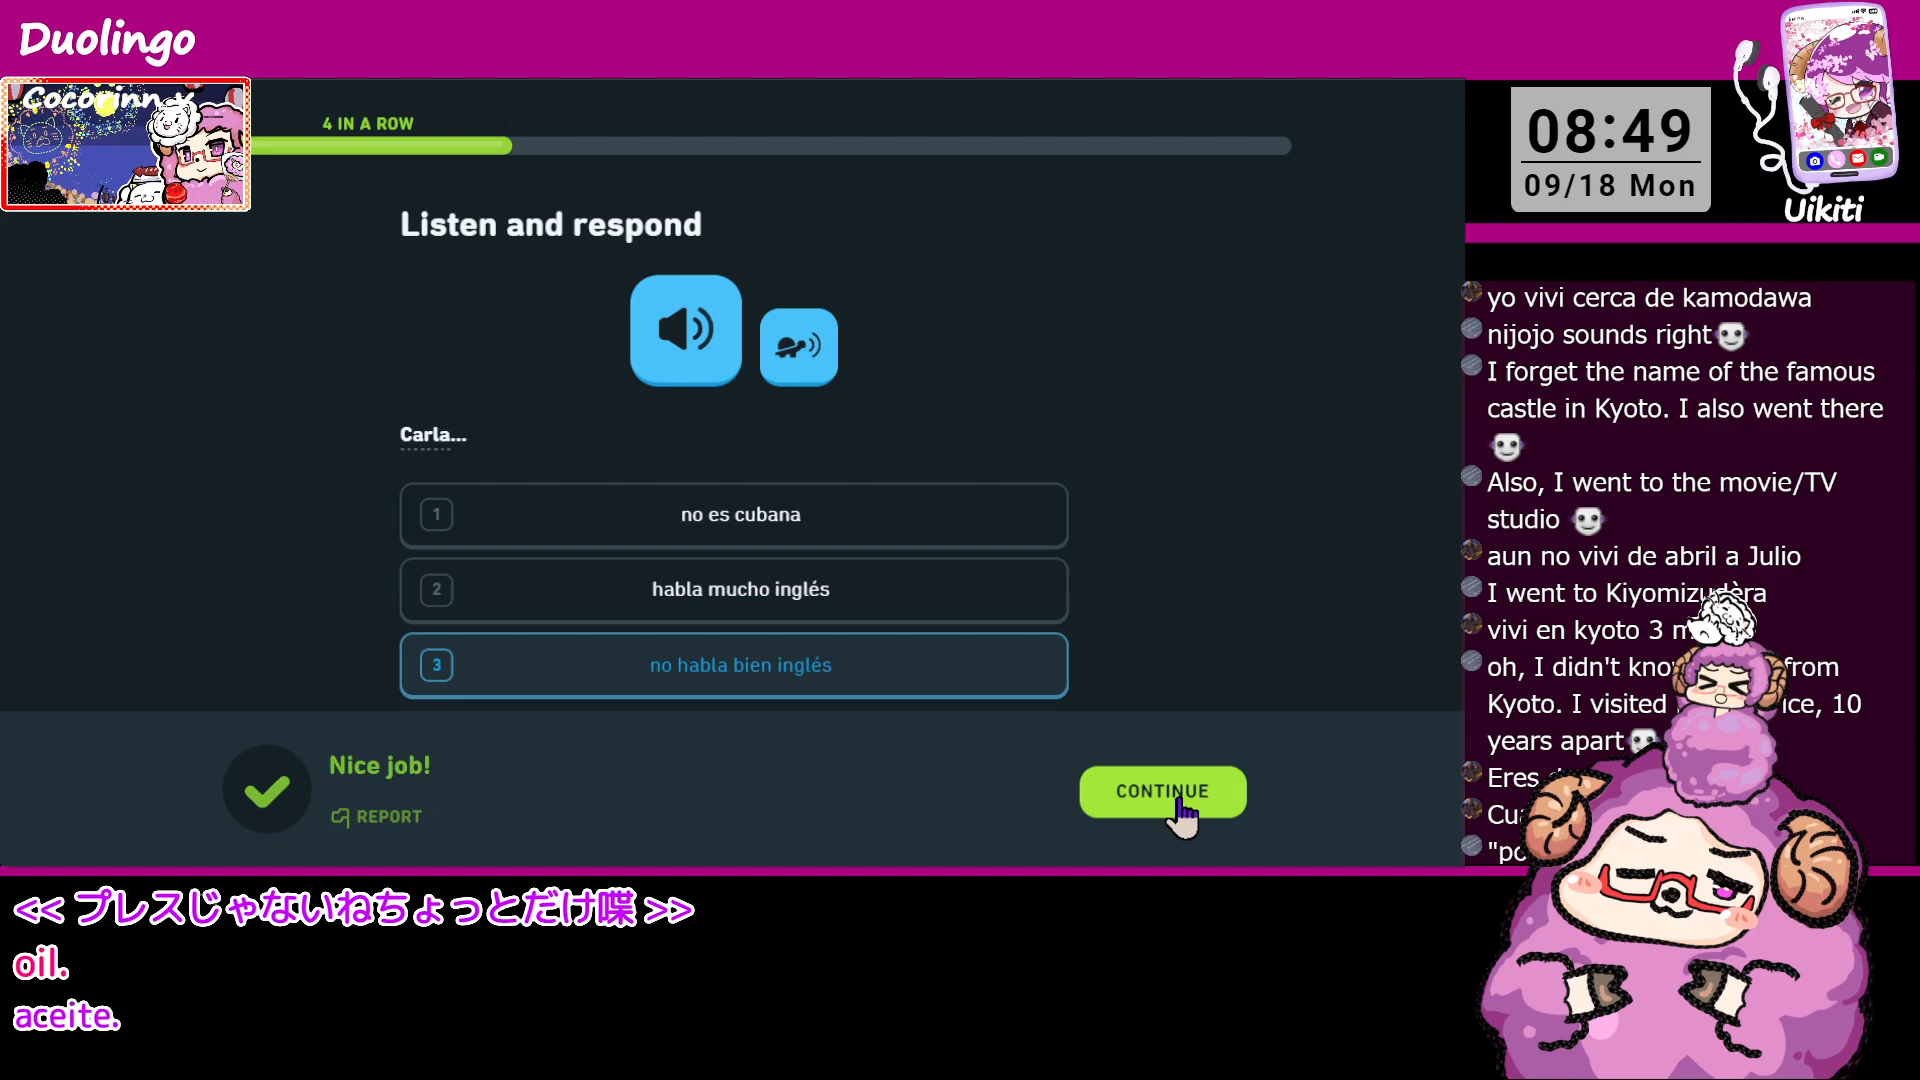 Duolingo
Cocorinn
4 IN A ROW
08:49
09/18 Mon
Uikiti
Listen and respond
Carla...
1 no es cubana
2 habla mucho inglés
3 no habla bien inglés
Nice job!
REPORT
CONTINUE
yo vivi cerca de kamodawa
nijojo sounds right
I forget the name of the famous
castle in Kyoto. I also went there
Also, I went to the movie/TV
studio
aun no vivi de abril a Julio
I went to Kiyomizudèra
vivi en kyoto 3
oh, I didn't from
Kyoto. I visited 10
years apart
Eres
<< プレスじゃないねちょっとだけ喋 >>
oil.
aceite.